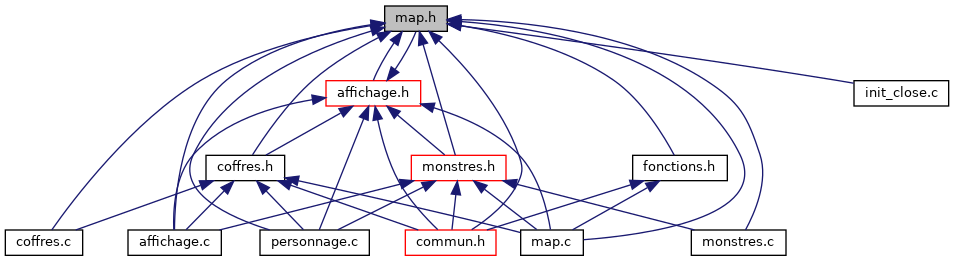 map.h
affichage.h
init_close.c
coffres.h
monstres.h
fonctions.h
coffres.c
affichage.c
personnage.c
commun.h
map.c
monstres.c